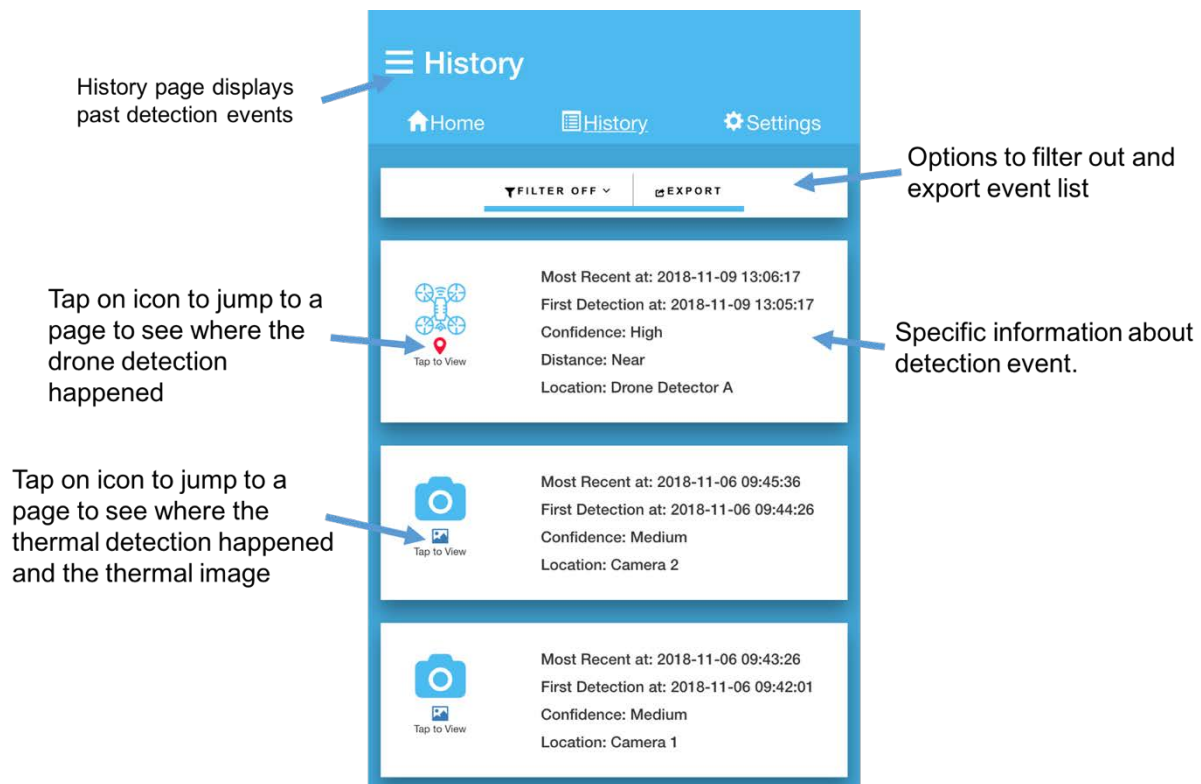 History
History page displays
past detection events
Home
History
Settings
Options to filter out and
export event list
FILTER OFF
EXPORT
Tap on icon to jump to a
page to see where the
drone detection
happened
Tap to View
Most Recent at: 2018-11-09 13:06:17
First Detection at: 2018-11-09 13:05:17
Confidence: High
Distance: Near
Location: Drone Detector A
Specific information about
detection event.
Tap on icon to jump to a
page to see where the
thermal detection happened
and the thermal image
Tap to View
Most Recent at: 2018-11-06 09:45:36
First Detection at: 2018-11-06 09:44:26
Confidence: Medium
Location: Camera 2
Tap to View
Most Recent at: 2018-11-06 09:43:26
First Detection at: 2018-11-06 09:42:01
Confidence: Medium
Location: Camera 1